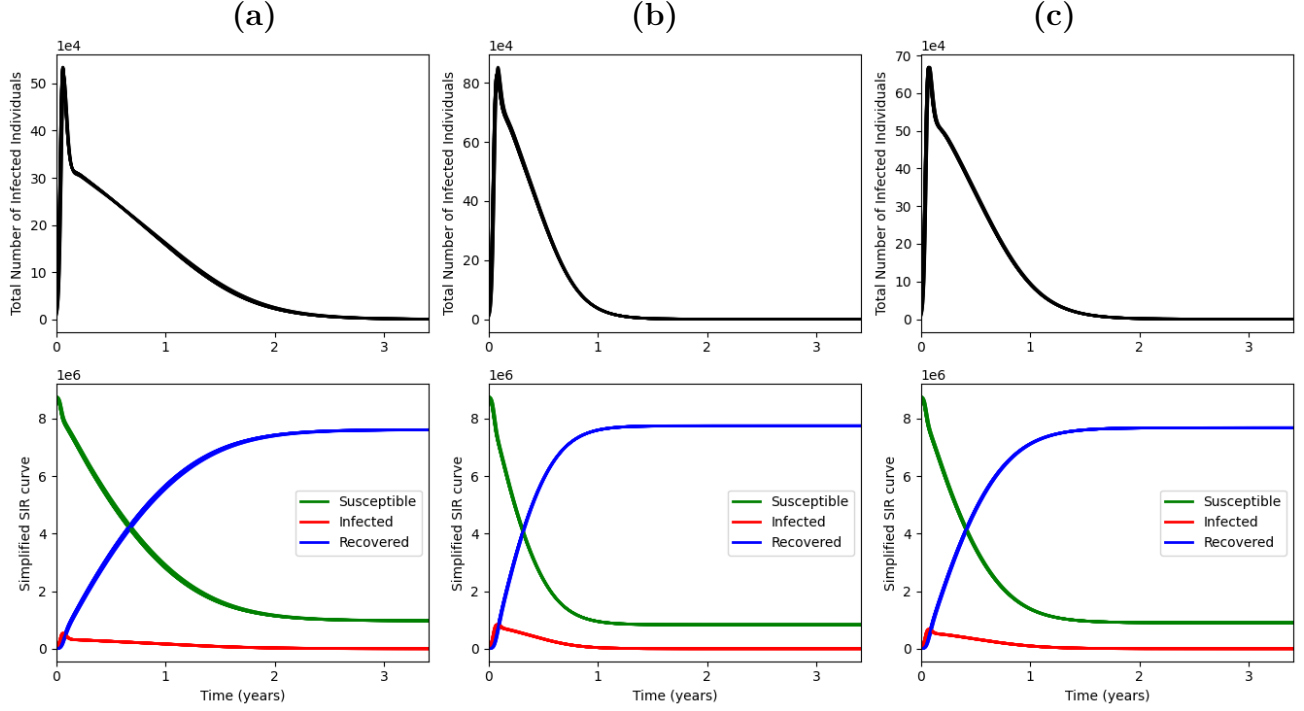 (a) (b) (c)
1e4 1e4 1e4
Total Number of Infected Individuals
50
40
30
20
10
0
0 1 2 3
Total Number of Infected Individuals
80
60
40
20
0
0 1 2 3
Total Number of Infected Individuals
70
60
50
40
30
20
10
0
0 1 2 3
1e6
Simplified SIR curve
8
6
4
2
0
Susceptible
Infected
Recovered
0 1 2 3
Time (years)
1e6
Simplified SIR curve
8
6
4
2
0
Susceptible
Infected
Recovered
0 1 2 3
Time (years)
1e6
Simplified SIR curve
8
6
4
2
0
Susceptible
Infected
Recovered
0 1 2 3
Time (years)